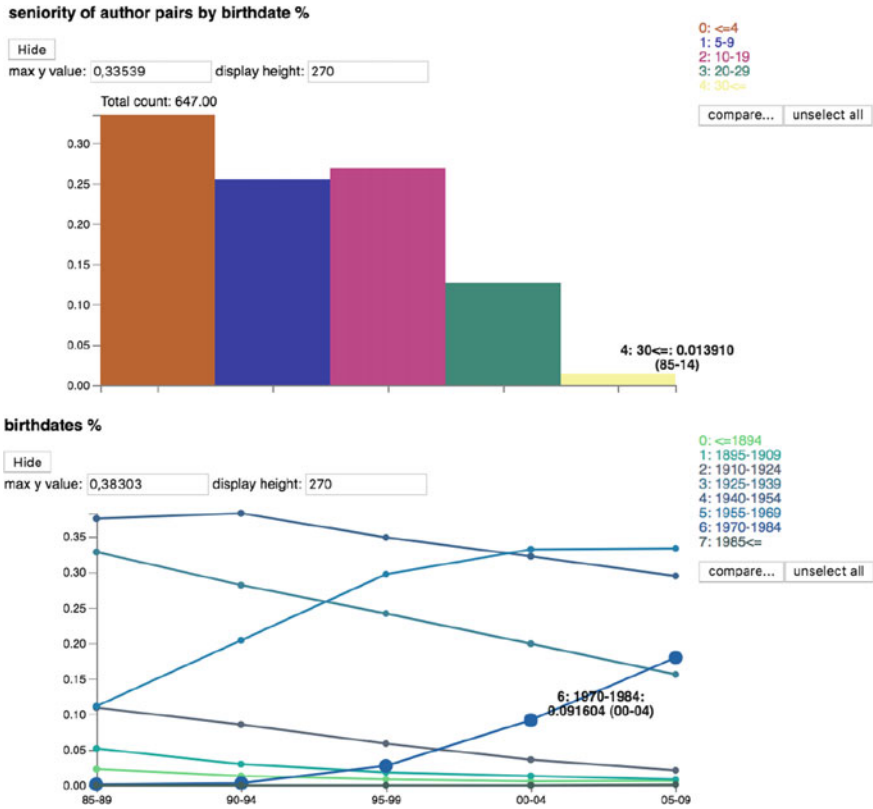 seniority of author pairs by birthdate %
Hide
max y value: 0,33539 display height: 270
Total count: 647.00
0.30
0.25
0.20
0.15
0.10
0.05
0.00
4: 30<=: 0.013910
(85-14)
0: <=4
1: 5-9
2: 10-19
3: 20-29
4: 30<=
compare... unselect all
birthdates %
Hide
max y value: 0,38303 display height: 270
0.35
0.30
0.25
0.20
0.15
0.10
0.05
0.00
6: 1970-1984:
0.091604 (00-04)
85-89 90-94 95-99 00-04 05-09
0: <=1894
1: 1895-1909
2: 1910-1924
3: 1925-1939
4: 1940-1954
5: 1955-1969
6: 1970-1984
7: 1985<=
compare... unselect all